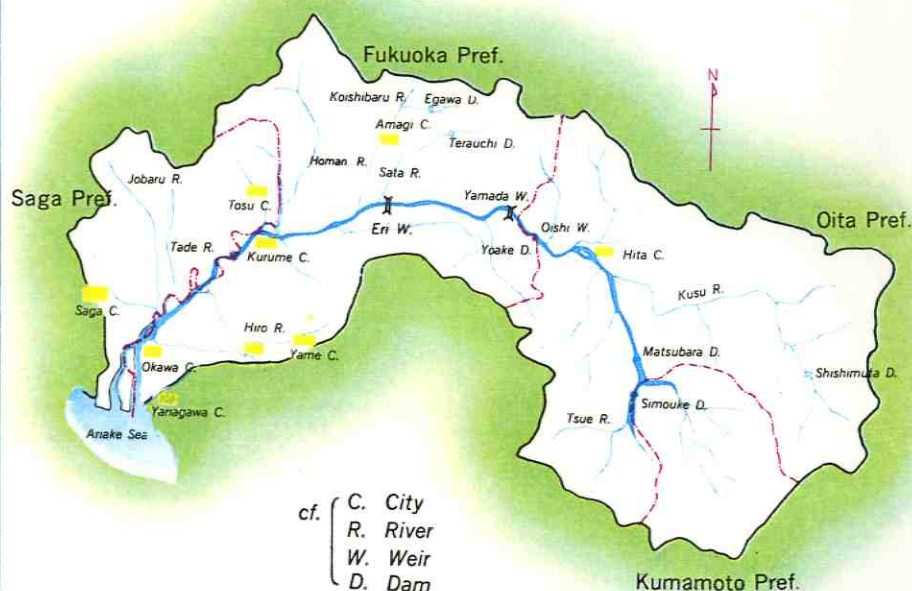 Fukuoka Pref.
N
Koishibaru R.
Egawa D.
Amagi C.
Terauchi D.
Jobaru R.
Homan R.
Sata R.
Saga Pref.
Tosu C.
Yamada W.
Oishi W.
Oita Pref.
Tade R.
Kurume C.
Eri W.
Yoake D.
Hita C.
Kusu R.
Saga C.
Hiro R.
Yame C.
Okawa C.
Matsubara D.
Shishimuta D.
Yanagawa C.
Tsue R.
Simouke D.
Ariake Sea
cf.
C. City
R. River
W. Weir
D. Dam
Kumamoto Pref.